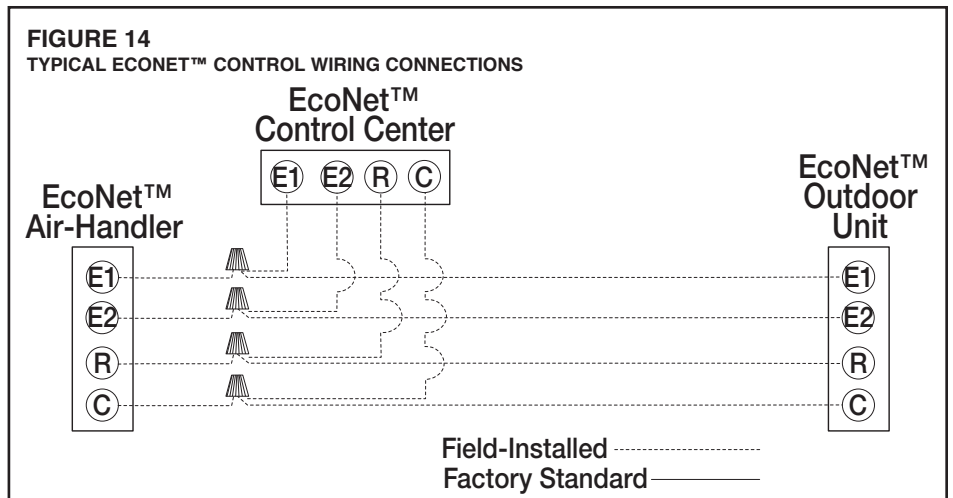 FIGURE 14
TYPICAL ECONET™ CONTROL WIRING CONNECTIONS
EcoNet™
Control Center
E1 E2 R C
EcoNet™
Air-Handler
E1
E2
R
C
EcoNet™
Outdoor
Unit
E1
E2
R
C
Field-Installed
Factory Standard